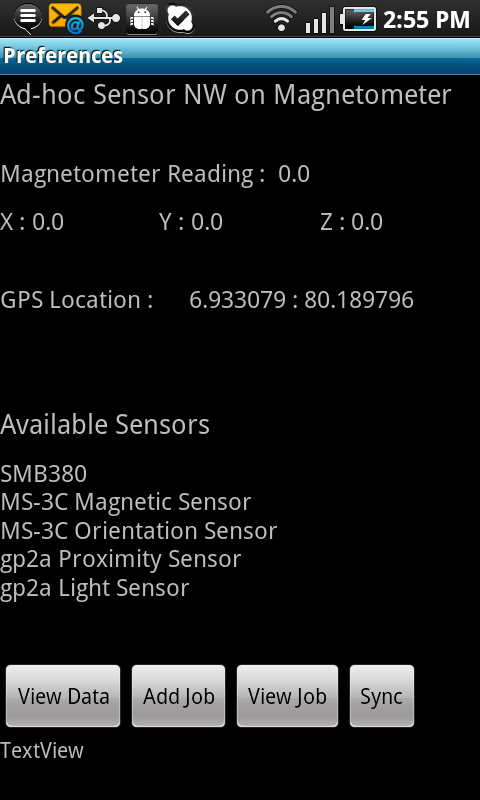 2:55 PM
Preferences
Ad-hoc Sensor NW on Magnetometer
Magnetometer Reading : 0.0
X : 0.0 Y : 0.0 Z : 0.0
GPS Location : 6.933079 : 80.189796
Available Sensors
SMB380
MS-3C Magnetic Sensor
MS-3C Orientation Sensor
gp2a Proximity Sensor
gp2a Light Sensor
View Data Add Job View Job Sync
TextView